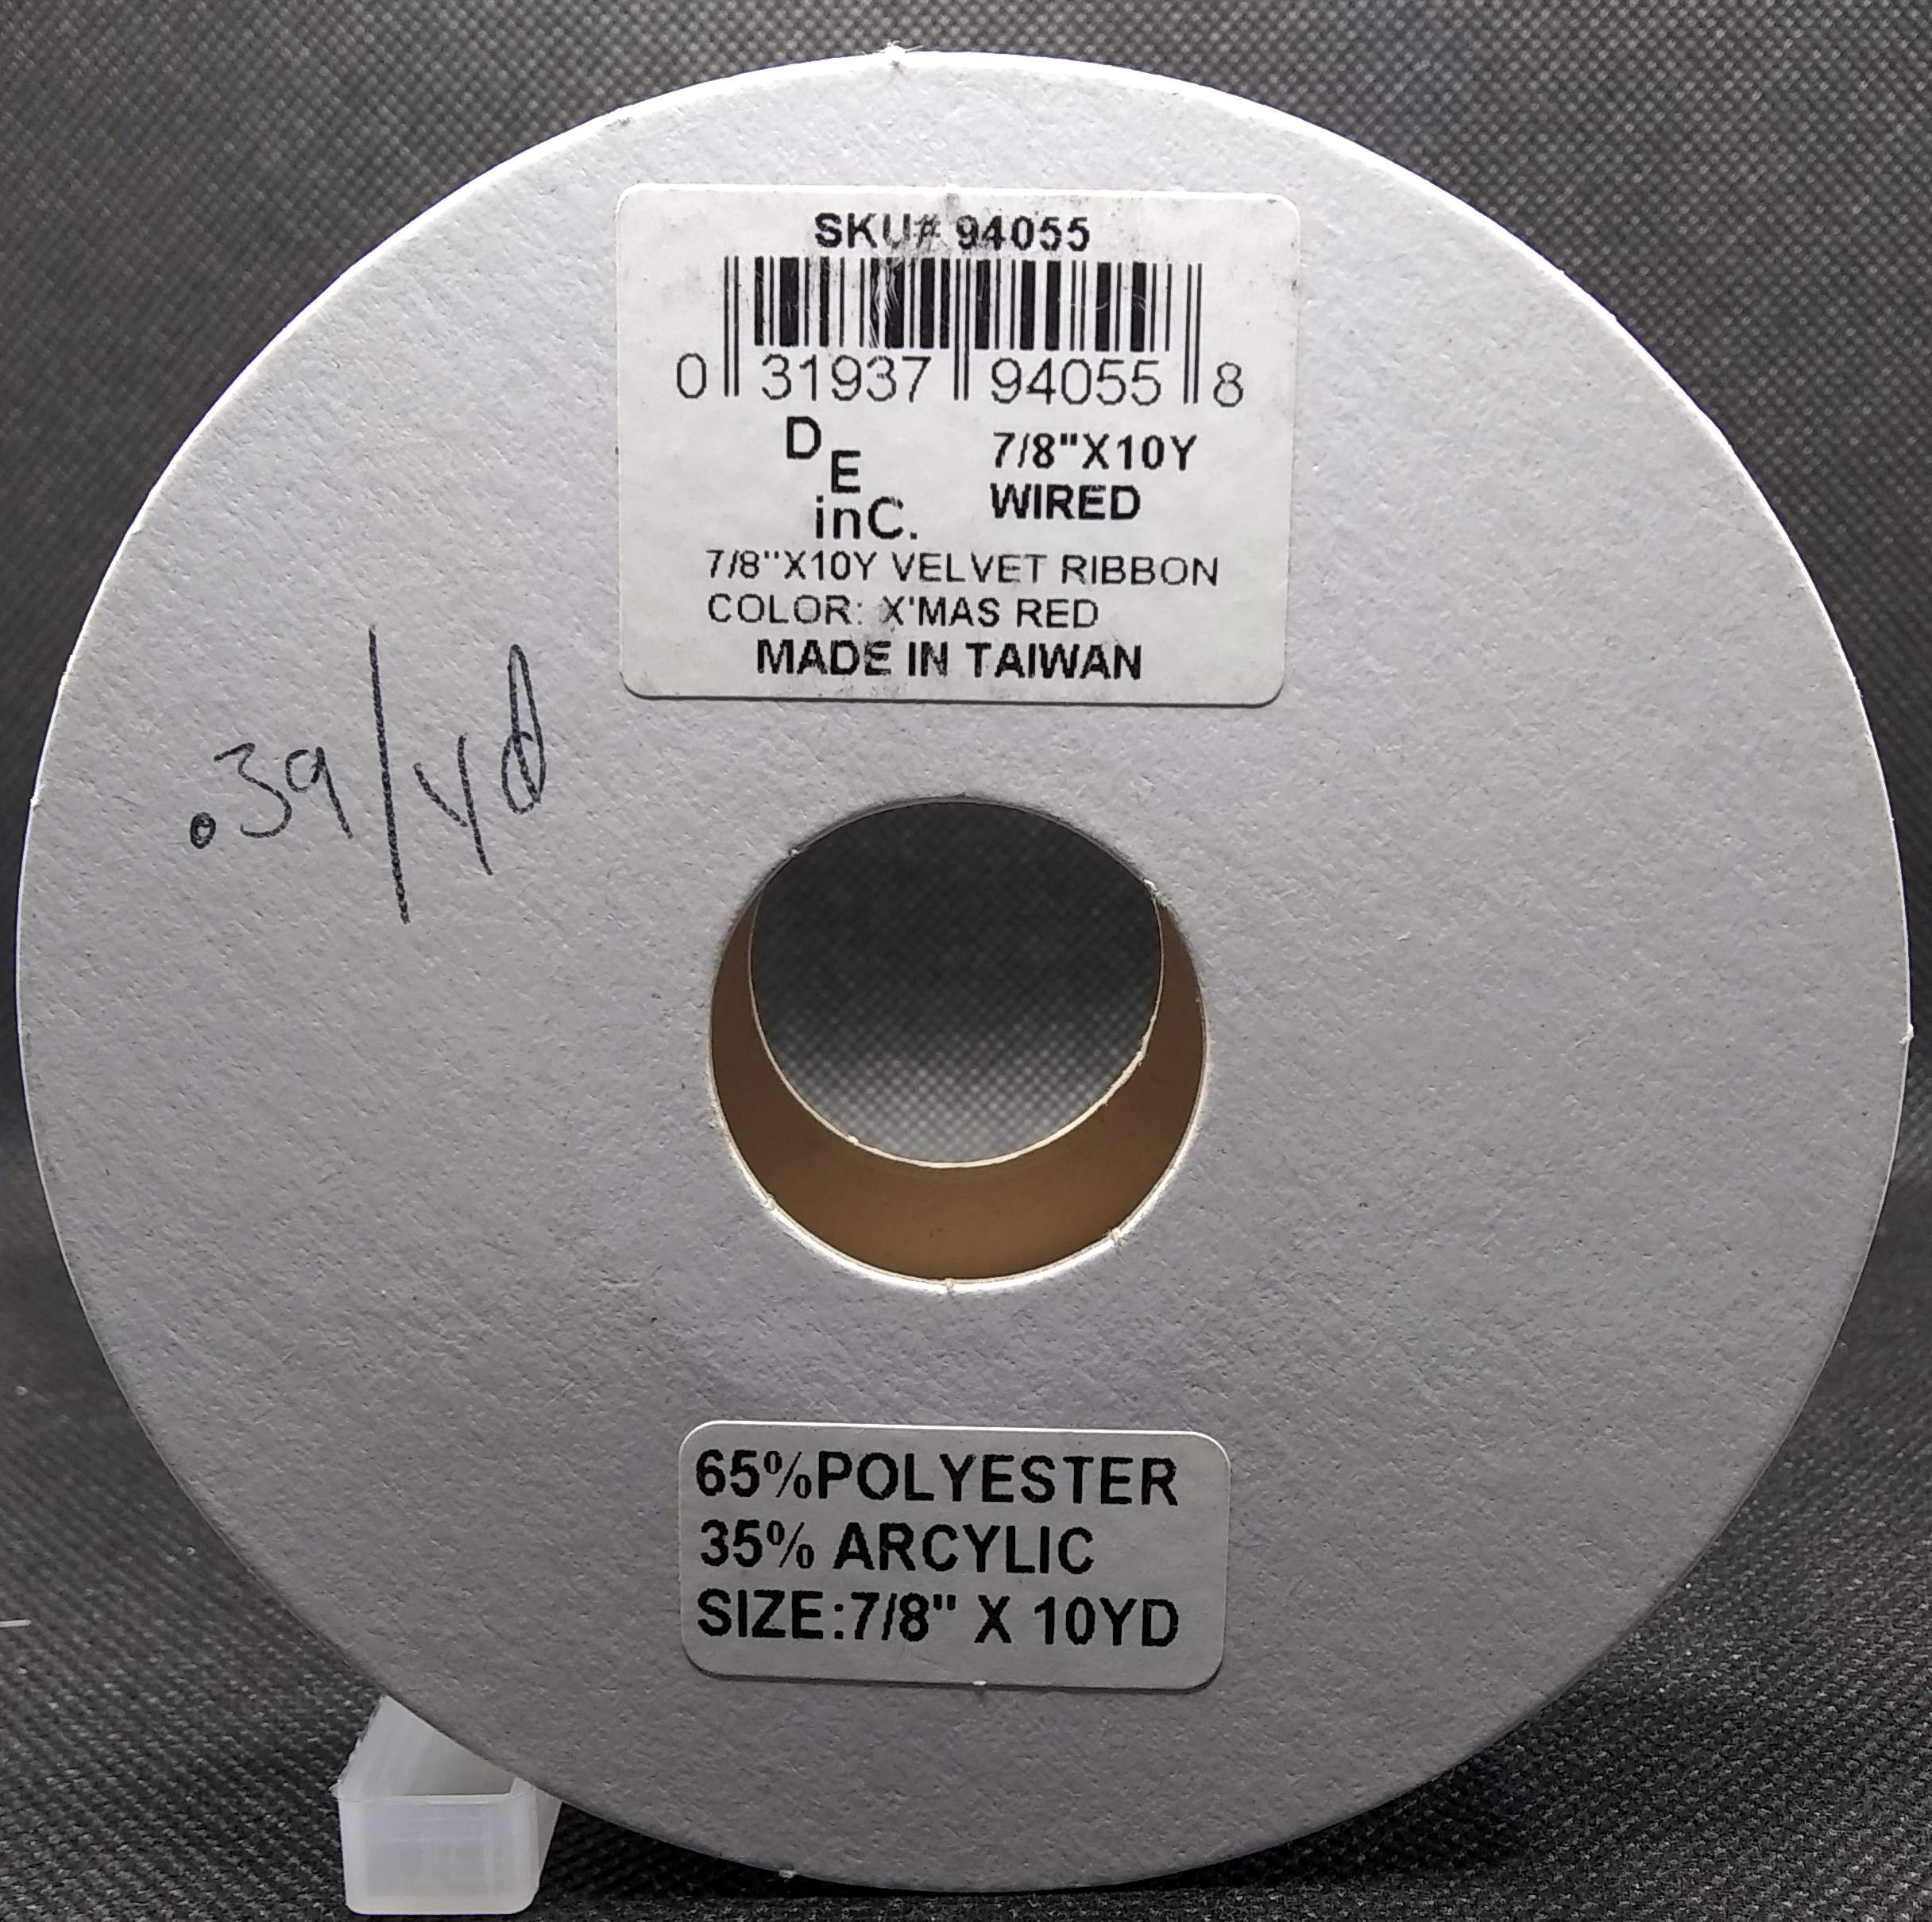 SKU# 94055
0 31937 94055 8
D E inC.
7/8"X10Y
WIRED
7/8"X10Y VELVET RIBBON
COLOR: X'MAS RED
MADE IN TAIWAN
.39/yd
65%POLYESTER
35% ARCYLIC
SIZE:7/8" X 10YD